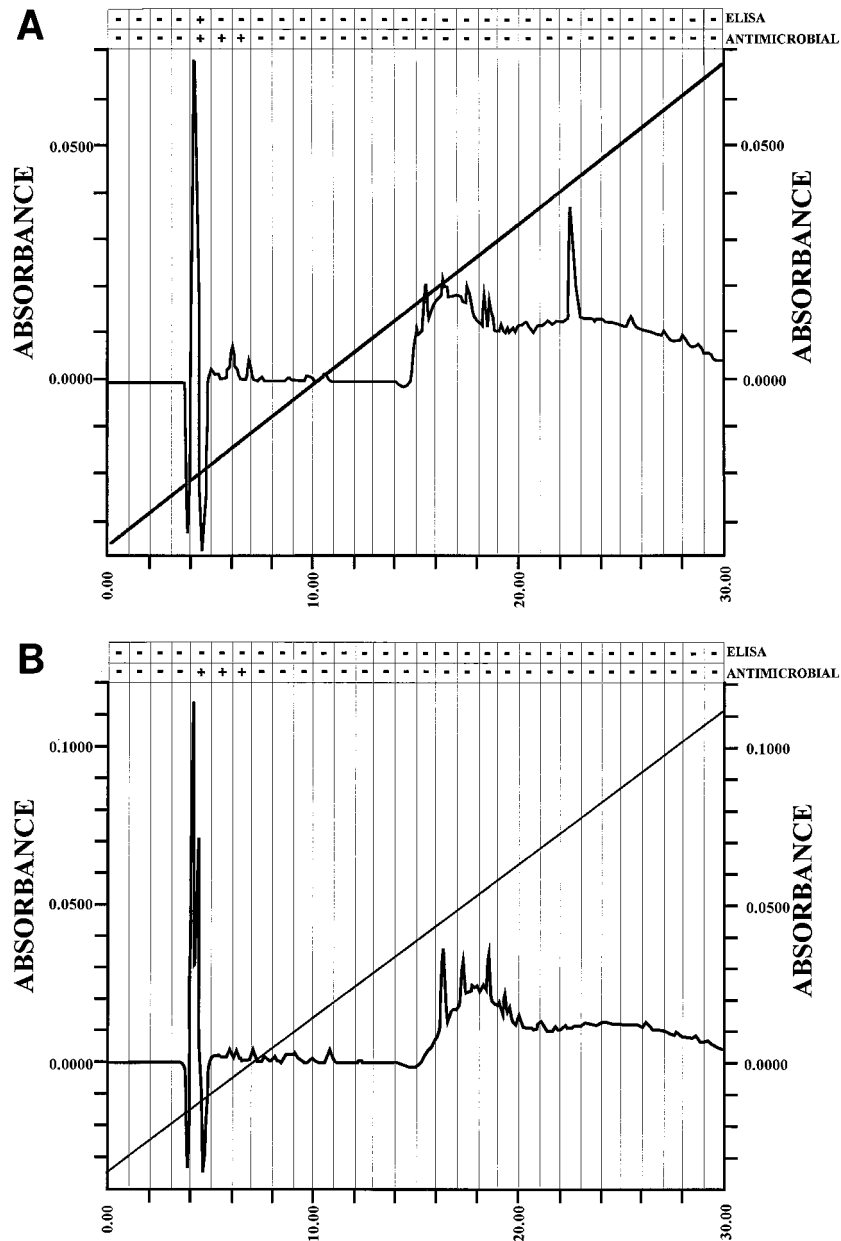 A
- - - - + - - - - - - - - - - - - - - - - - - - - - - - - - ELISA
- - - - + + + - - - - - - - - - - - - - - - - - - - - - - - ANTIMICROBIAL
ABSORBANCE
0.0500
0.0000
0.0500
0.0000
ABSORBANCE
0.00
10.00
20.00
30.00
B
- - - - - - - - - - - - - - - - - - - - - - - - - - - - - - ELISA
- - - - + + + - - - - - - - - - - - - - - - - - - - - - - - ANTIMICROBIAL
ABSORBANCE
0.1000
0.0500
0.0000
0.1000
0.0500
0.0000
ABSORBANCE
0.00
10.00
20.00
30.00